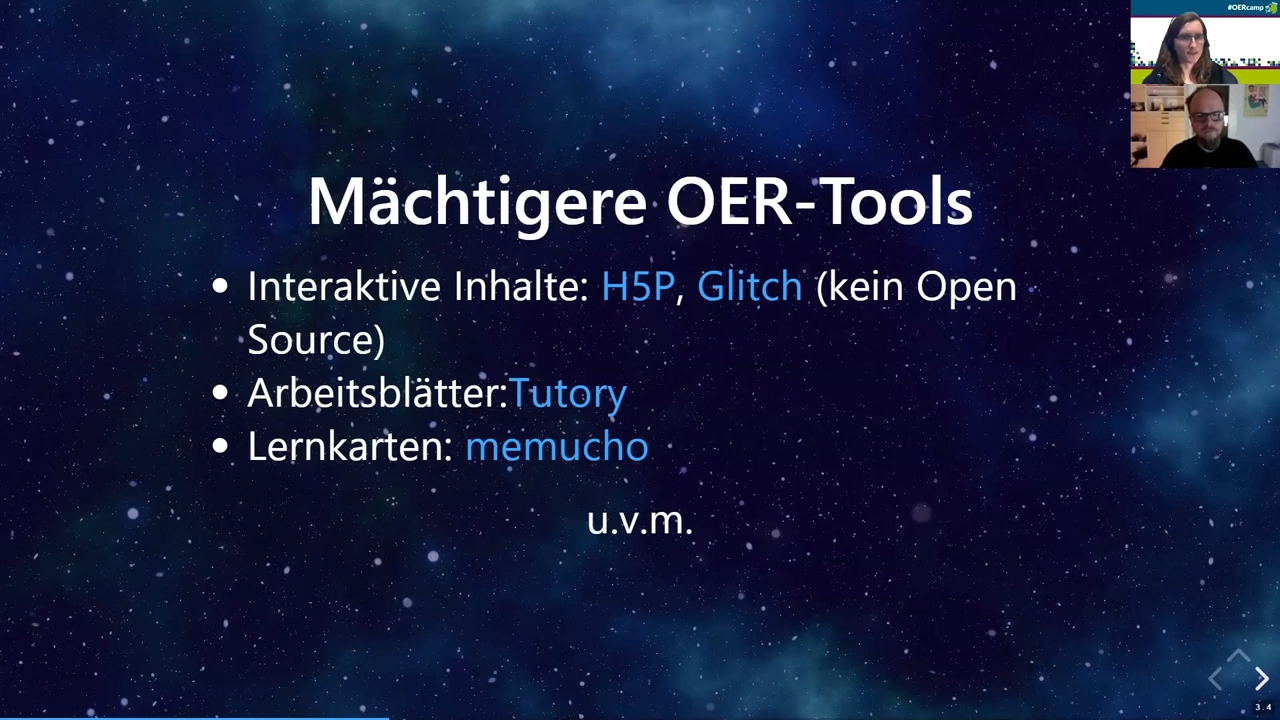 #OERcamp
Mächtigere OER-Tools
Interaktive Inhalte: H5P, Glitch (kein Open
Source)
Arbeitsblätter:Tutory
Lernkarten: memucho
u.v.m.
3.4